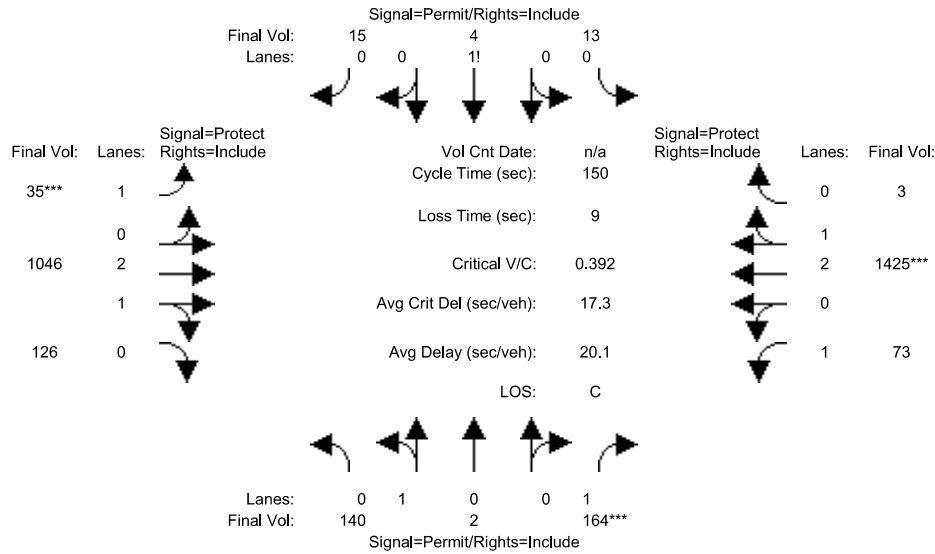 Signal=Permit/Rights=Include
Final Vol: 15 4 13
Lanes: 0 0 1! 0 0
Signal=Protect Signal=Protect
Final Vol: Lanes: Rights=Include Vol Cnt Date: n/a Rights=Include Lanes: Final Vol:
Cycle Time (sec): 150
35*** 1 0 3
Loss Time (sec): 9
0 1
1046 2 Critical V/C: 0.392 2 1425***
1 Avg Crit Del (sec/veh): 17.3 0
126 0 Avg Delay (sec/veh): 20.1 1 73
LOS: C
Lanes: 0 1 0 0 1
Final Vol: 140 2 164***
Signal=Permit/Rights=Include